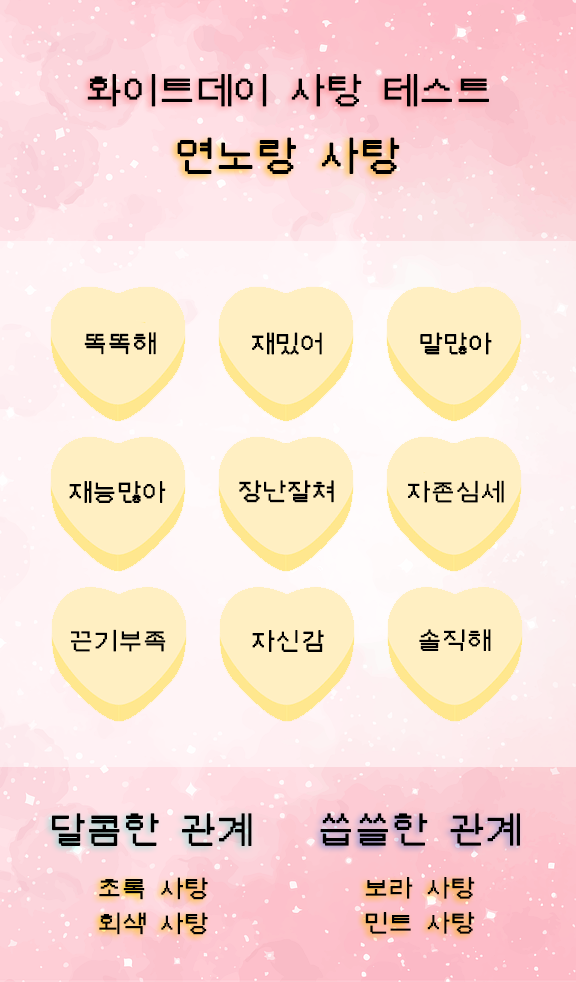 화이트데이 사탕 테스트
연노랑 사탕
똑똑해 재밌어 말많아
재능많아 장난잘쳐 자존심세
끈기부족 자신감 솔직해
달콤한 관계 씁쓸한 관계
초록 사탕 보라 사탕
회색 사탕 민트 사탕